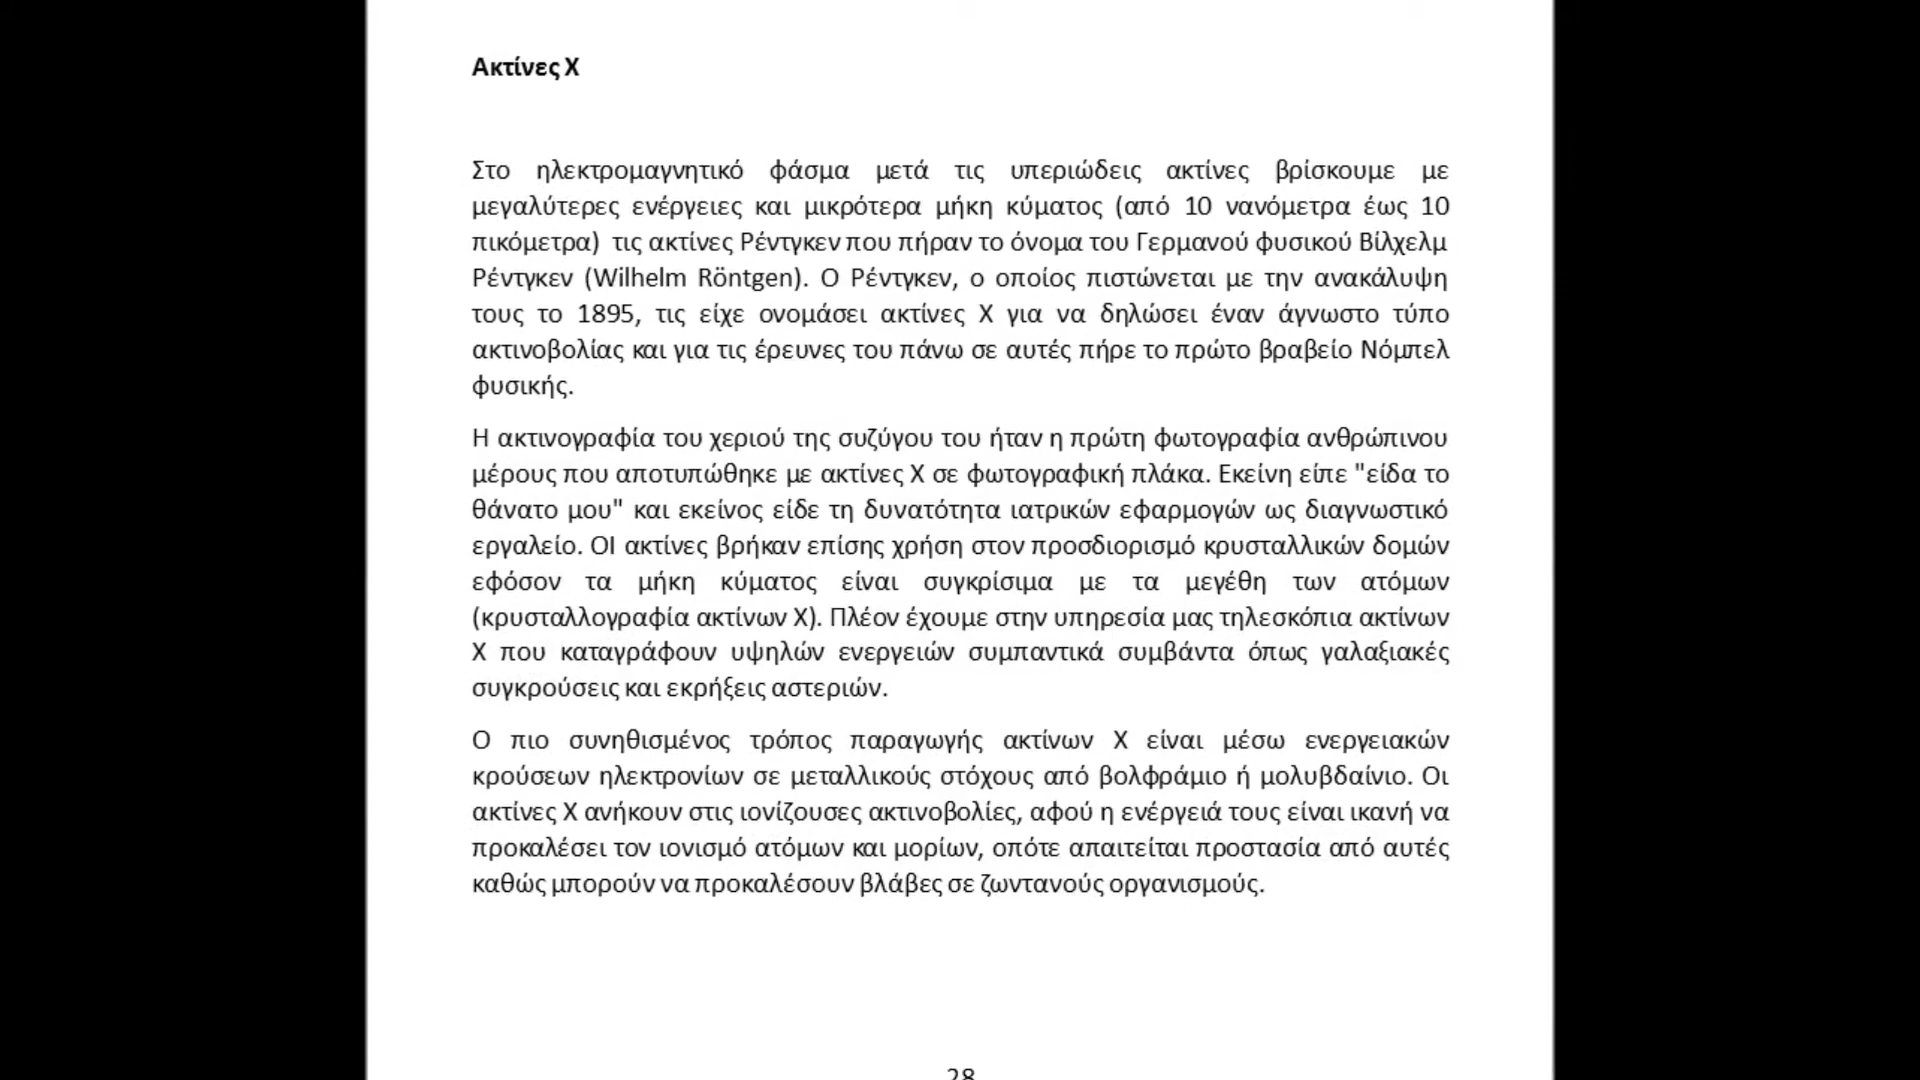 Ακτίνες Χ
Στο ηλεκτρομαγνητικό φάσμα μετά τις υπεριώδεις ακτίνες βρίσκουμε με
μεγαλύτερες ενέργειες και μικρότερα μήκη κύματος (από 10 νανόμετρα έως 10
πικόμετρα) τις ακτίνες Ρέντγκεν που πήραν το όνομα του Γερμανού φυσικού Βίλχελμ
Ρέντγκεν (Wilhelm Röntgen). Ο Ρέντγκεν, ο οποίος πιστώνεται με την ανακάλυψη
τους το 1895, τις είχε ονομάσει ακτίνες Χ για να δηλώσει έναν άγνωστο τύπο
ακτινοβολίας και για τις έρευνες του πάνω σε αυτές πήρε το πρώτο βραβείο Νόμπελ
φυσικής.
Η ακτινογραφία του χεριού της συζύγου του ήταν η πρώτη φωτογραφία ανθρώπινου
μέρους που αποτυπώθηκε με ακτίνες Χ σε φωτογραφική πλάκα. Εκείνη είπε "είδα το
θάνατο μου" και εκείνος είδε τη δυνατότητα ιατρικών εφαρμογών ως διαγνωστικό
εργαλείο. ΟΙ ακτίνες βρήκαν επίσης χρήση στον προσδιορισμό κρυσταλλικών δομών
εφόσον τα μήκη κύματος είναι συγκρίσιμα με τα μεγέθη των ατόμων
(κρυσταλλογραφία ακτίνων Χ). Πλέον έχουμε στην υπηρεσία μας τηλεσκόπια ακτίνων
Χ που καταγράφουν υψηλών ενεργειών συμπαντικά συμβάντα όπως γαλαξιακές
συγκρούσεις και εκρήξεις αστεριών.
Ο πιο συνηθισμένος τρόπος παραγωγής ακτίνων Χ είναι μέσω ενεργειακών
κρούσεων ηλεκτρονίων σε μεταλλικούς στόχους από βολφράμιο ή μολυβδαίνιο. Οι
ακτίνες Χ ανήκουν στις ιονίζουσες ακτινοβολίες, αφού η ενέργειά τους είναι ικανή να
προκαλέσει τον ιονισμό ατόμων και μορίων, οπότε απαιτείται προστασία από αυτές
καθώς μπορούν να προκαλέσουν βλάβες σε ζωντανούς οργανισμούς.
28